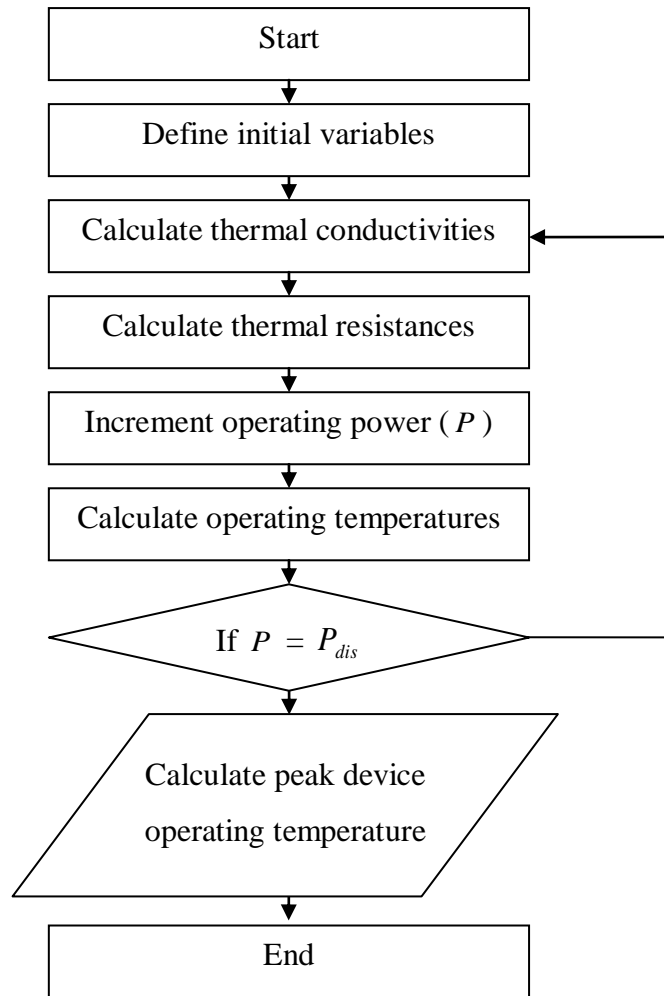 Start
Define initial variables
Calculate thermal conductivities
Calculate thermal resistances
Increment operating power ( P )
Calculate operating temperatures
If P = P_dis
Calculate peak device
operating temperature
End